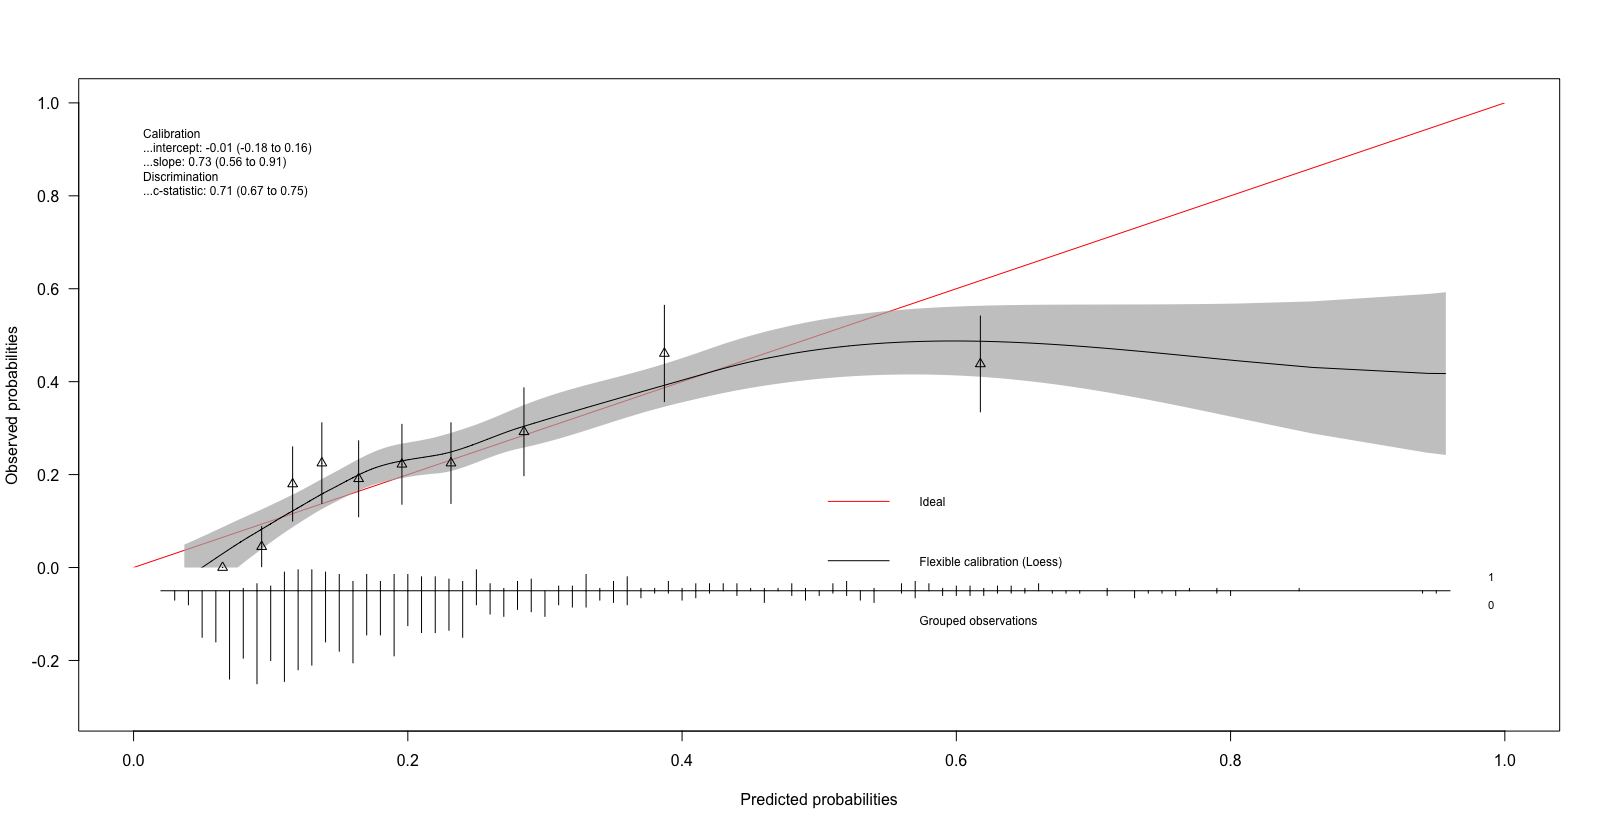 Calibration
...intercept: -0.01 (-0.18 to 0.16)
...slope: 0.73 (0.56 to 0.91)
Discrimination
...c-statistic: 0.71 (0.67 to 0.75)
1.0
0.8
0.6
0.4
0.2
0.0
-0.2
Observed probabilities
Ideal
Flexible calibration (Loess)
Grouped observations
1
0
0.0
0.2
0.4
0.6
0.8
1.0
Predicted probabilities